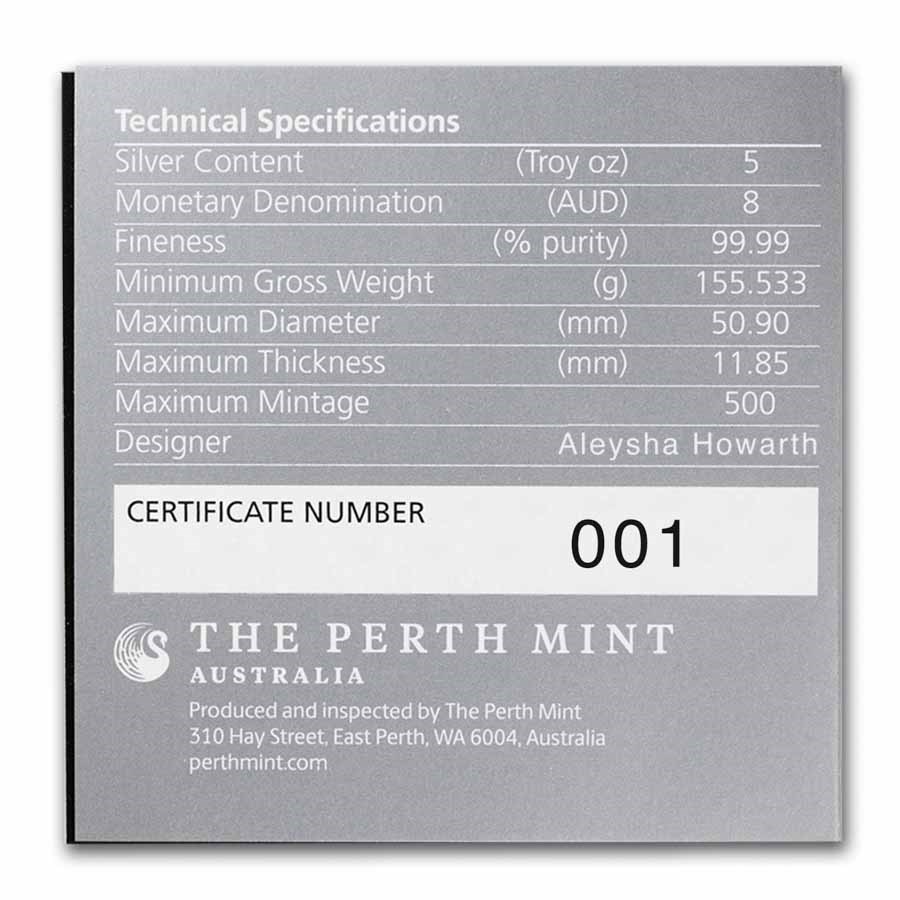 Technical Specifications
Silver Content (Troy oz) 5
Monetary Denomination (AUD) 8
Fineness (% purity) 99.99
Minimum Gross Weight (g) 155.533
Maximum Diameter (mm) 50.90
Maximum Thickness (mm) 11.85
Maximum Mintage 500
Designer Aleysha Howarth
CERTIFICATE NUMBER 001
THE PERTH MINT
AUSTRALIA
Produced and inspected by The Perth Mint
310 Hay Street, East Perth, WA 6004, Australia
perthmint.com